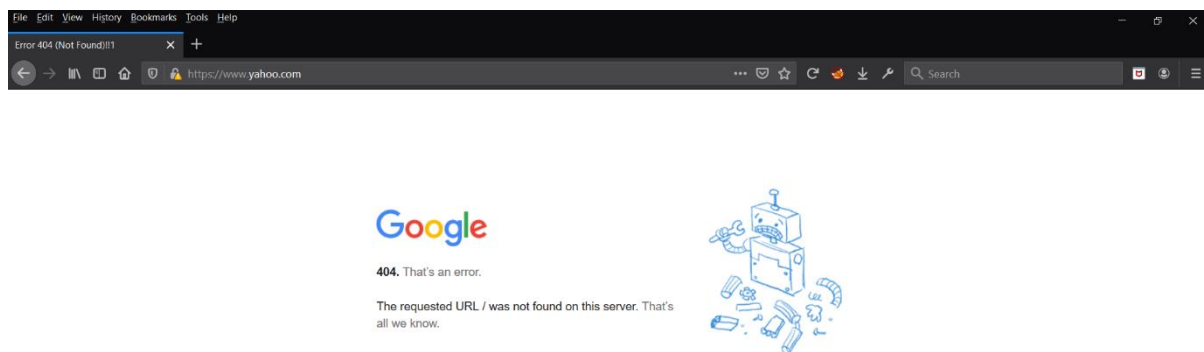 File Edit View History Bookmarks Tools Help
Error 404 (Not Found)!!1
https://www.yahoo.com
Search
Google
404. That's an error.
The requested URL / was not found on this server. That's
all we know.